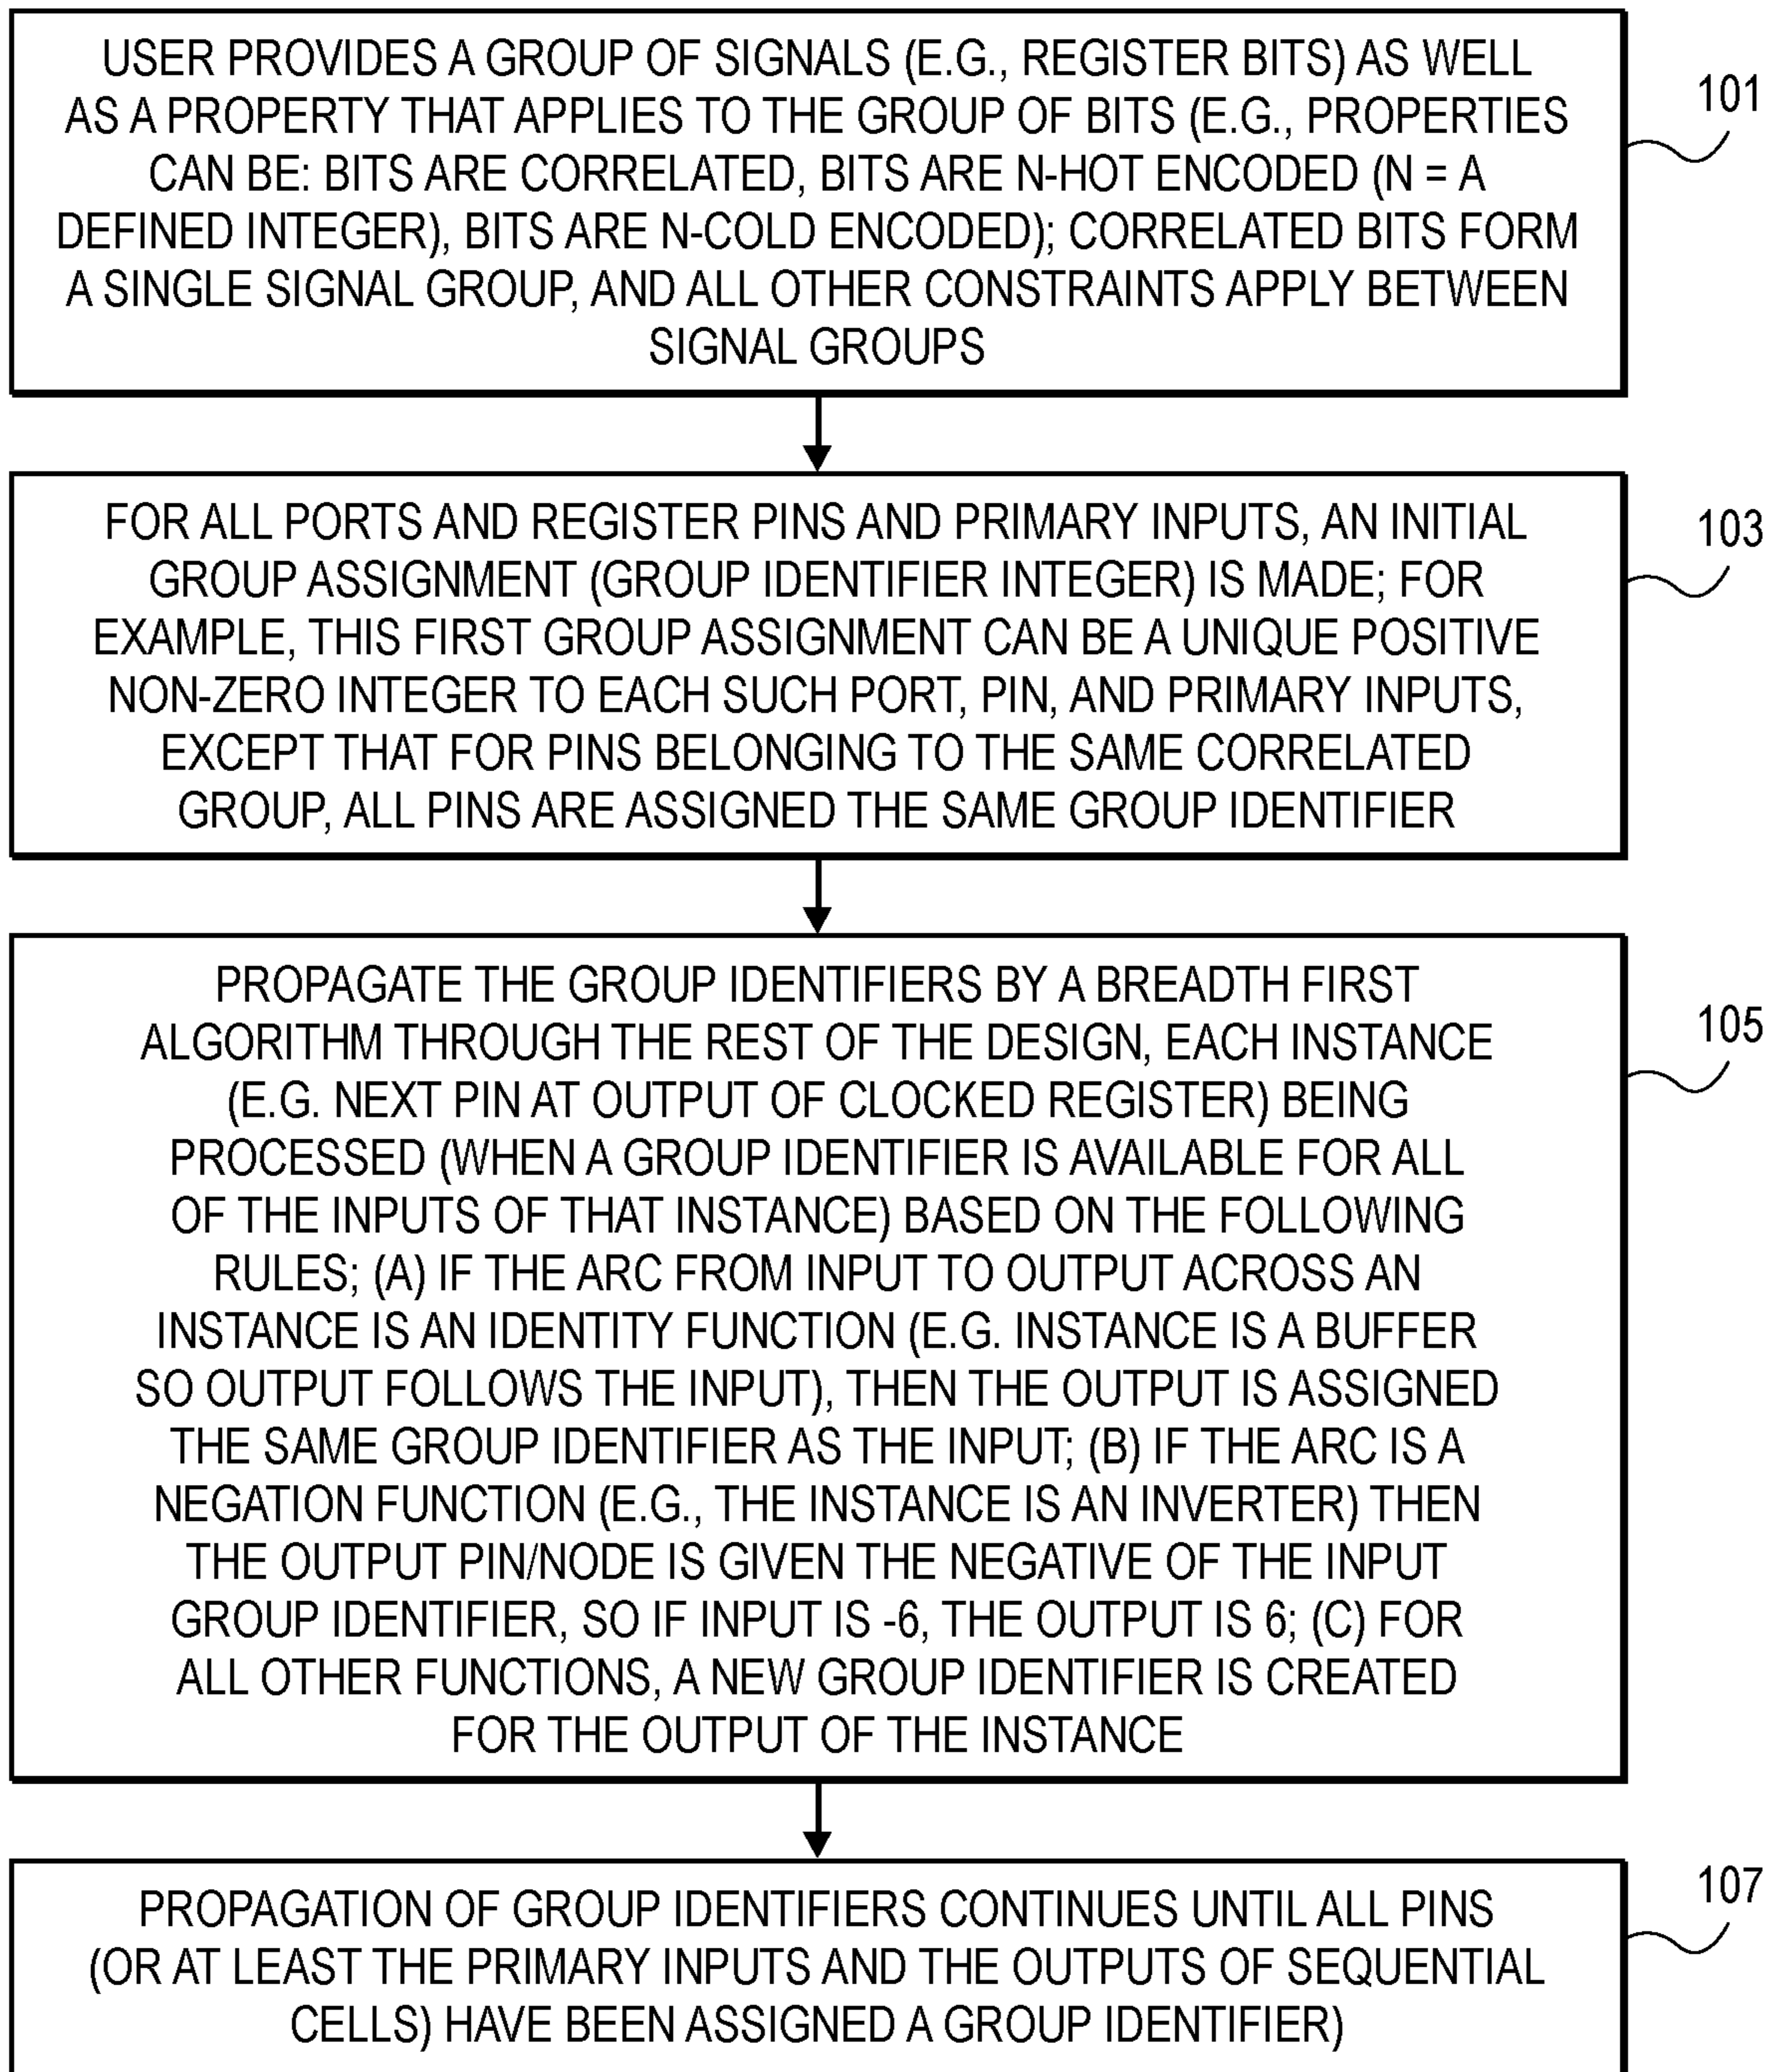 USER PROVIDES A GROUP OF SIGNALS (E.G., REGISTER BITS) AS WELL
AS A PROPERTY THAT APPLIES TO THE GROUP OF BITS (E.G., PROPERTIES
CAN BE: BITS ARE CORRELATED, BITS ARE N-HOT ENCODED (N = A
DEFINED INTEGER), BITS ARE N-COLD ENCODED); CORRELATED BITS FORM
A SINGLE SIGNAL GROUP, AND ALL OTHER CONSTRAINTS APPLY BETWEEN
SIGNAL GROUPS
101
FOR ALL PORTS AND REGISTER PINS AND PRIMARY INPUTS, AN INITIAL
GROUP ASSIGNMENT (GROUP IDENTIFIER INTEGER) IS MADE; FOR
EXAMPLE, THIS FIRST GROUP ASSIGNMENT CAN BE A UNIQUE POSITIVE
NON-ZERO INTEGER TO EACH SUCH PORT, PIN, AND PRIMARY INPUTS,
EXCEPT THAT FOR PINS BELONGING TO THE SAME CORRELATED
GROUP, ALL PINS ARE ASSIGNED THE SAME GROUP IDENTIFIER
103
PROPAGATE THE GROUP IDENTIFIERS BY A BREADTH FIRST
ALGORITHM THROUGH THE REST OF THE DESIGN, EACH INSTANCE
(E.G. NEXT PIN AT OUTPUT OF CLOCKED REGISTER) BEING
PROCESSED (WHEN A GROUP IDENTIFIER IS AVAILABLE FOR ALL
OF THE INPUTS OF THAT INSTANCE) BASED ON THE FOLLOWING
RULES; (A) IF THE ARC FROM INPUT TO OUTPUT ACROSS AN
INSTANCE IS AN IDENTITY FUNCTION (E.G. INSTANCE IS A BUFFER
SO OUTPUT FOLLOWS THE INPUT), THEN THE OUTPUT IS ASSIGNED
THE SAME GROUP IDENTIFIER AS THE INPUT; (B) IF THE ARC IS A
NEGATION FUNCTION (E.G., THE INSTANCE IS AN INVERTER) THEN
THE OUTPUT PIN/NODE IS GIVEN THE NEGATIVE OF THE INPUT
GROUP IDENTIFIER, SO IF INPUT IS -6, THE OUTPUT IS 6; (C) FOR
ALL OTHER FUNCTIONS, A NEW GROUP IDENTIFIER IS CREATED
FOR THE OUTPUT OF THE INSTANCE
105
PROPAGATION OF GROUP IDENTIFIERS CONTINUES UNTIL ALL PINS
(OR AT LEAST THE PRIMARY INPUTS AND THE OUTPUTS OF SEQUENTIAL
CELLS) HAVE BEEN ASSIGNED A GROUP IDENTIFIER)
107